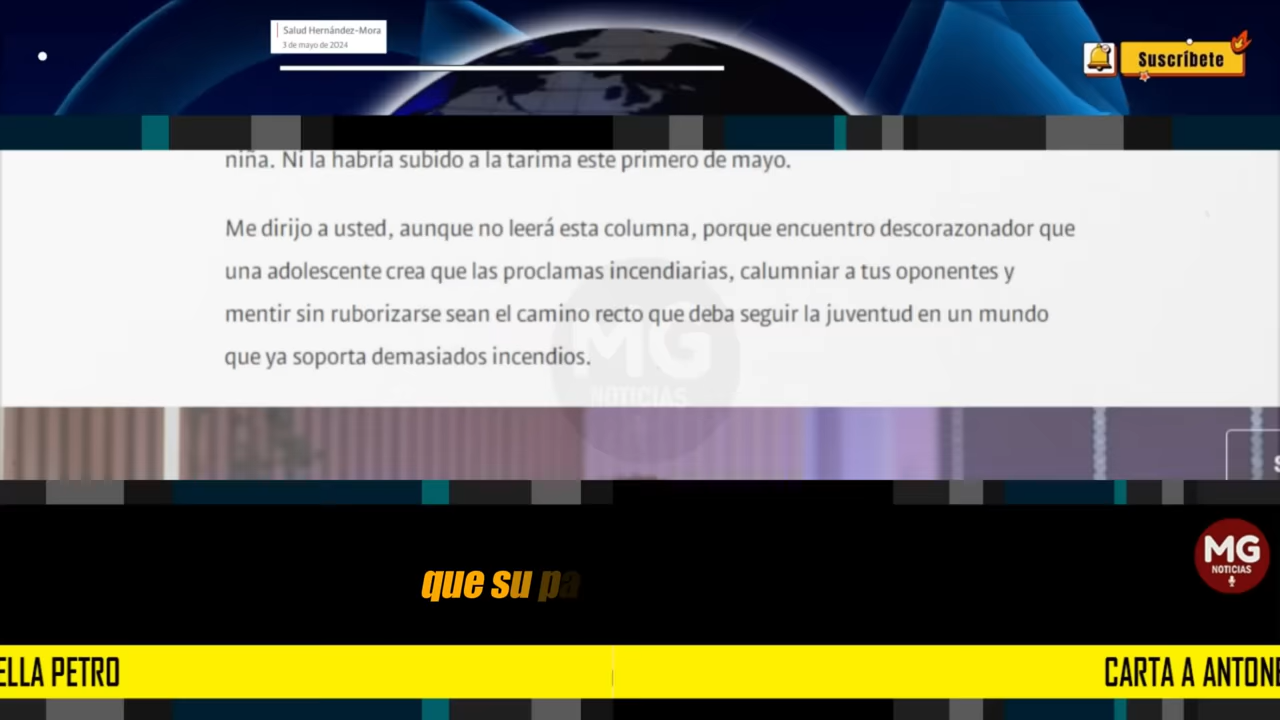 Salud Hernández-Mora
3 de mayo de 2024
Suscríbete
niña. Ni la habría subido a la tarima este primero de mayo.
Me dirijo a usted, aunque no leerá esta columna, porque encuentro descorazonador que
una adolescente crea que las proclamas incendiarias, calumniar a tus oponentes y
mentir sin ruborizarse sean el camino recto que deba seguir la juventud en un mundo
que ya soporta demasiados incendios.
MG
NOTICIAS
S
que su pa
MG
NOTICIAS
ELLA PETRO
CARTA A ANTONE